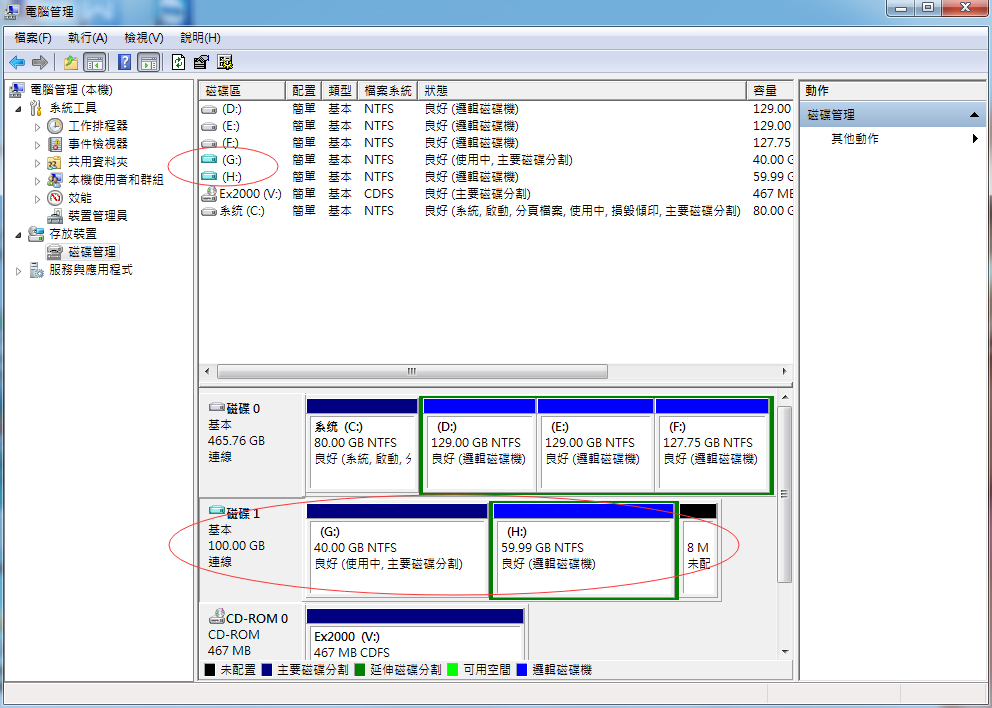 電腦管理
檔案(F) 執行(A) 檢視(V) 說明(H)
電腦管理 (本機)
系統工具
工作排程器
事件檢視器
共用資料夾
本機使用者和群組
效能
裝置管理員
存放裝置
磁碟管理
服務與應用程式
磁碟區 配置 類型 檔案系統 狀態 容量
(D:) 簡單 基本 NTFS 良好 (邏輯磁碟機) 129.00
(E:) 簡單 基本 NTFS 良好 (邏輯磁碟機) 129.00
(F:) 簡單 基本 NTFS 良好 (邏輯磁碟機) 127.75
(G:) 簡單 基本 NTFS 良好 (使用中, 主要磁碟分割) 40.00 G
(H:) 簡單 基本 NTFS 良好 (邏輯磁碟機) 59.99 G
Ex2000 (V:) 簡單 基本 CDFS 良好 (主要磁碟分割) 467 ME
系统 (C:) 簡單 基本 NTFS 良好 (系統, 啟動, 分頁檔案, 使用中, 損毀傾印, 主要磁碟分割) 80.00 G
動作
磁碟管理
其他動作
磁碟 0
基本
465.76 GB
連線
系统 (C:)
80.00 GB NTFS
良好 (系統, 啟動, 分
(D:)
129.00 GB NTFS
良好 (邏輯磁碟機)
(E:)
129.00 GB NTFS
良好 (邏輯磁碟機)
(F:)
127.75 GB NTFS
良好 (邏輯磁碟機)
磁碟 1
基本
100.00 GB
連線
(G:)
40.00 GB NTFS
良好 (使用中, 主要磁碟分割)
(H:)
59.99 GB NTFS
良好 (邏輯磁碟機)
8 M
未配
CD-ROM 0
CD-ROM
467 MB
Ex2000 (V:)
467 MB CDFS
未配置 主要磁碟分割 延伸磁碟分割 可用空間 邏輯磁碟機